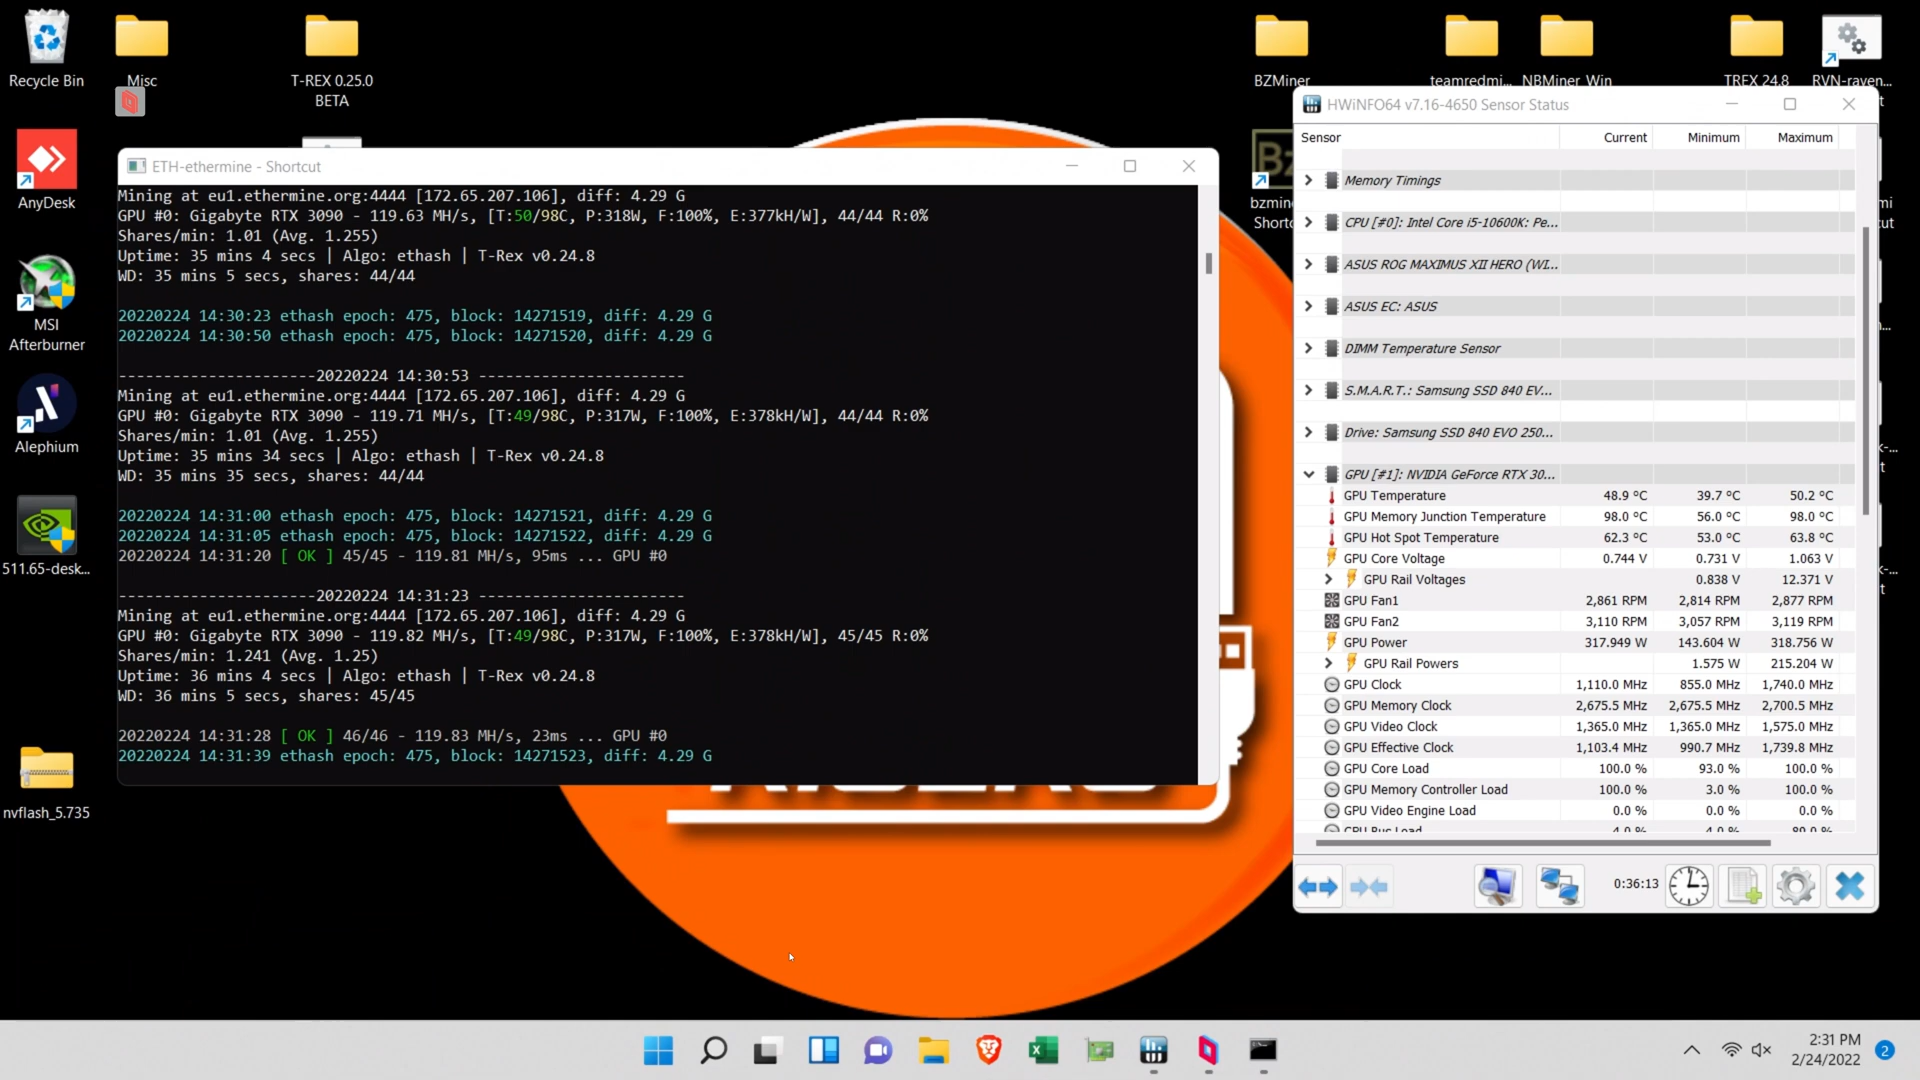 Recycle Bin
Misc
T-REX 0.25.0
BETA
BZMiner
teamredmi...
NBMiner_Win
TREX 24.8
RVN-raven...
AnyDesk
MSI
Afterburner
Alephium
511.65-desk...
nvflash_5.735
bzmin
Shortc
ETH-ethermine - Shortcut
Mining at eu1.ethermine.org:4444 [172.65.207.106], diff: 4.29 G
GPU #0: Gigabyte RTX 3090 - 119.63 MH/s, [T:50/98C, P:318W, F:100%, E:377kH/W], 44/44 R:0%
Shares/min: 1.01 (Avg. 1.255)
Uptime: 35 mins 4 secs | Algo: ethash | T-Rex v0.24.8
WD: 35 mins 5 secs, shares: 44/44
20220224 14:30:23 ethash epoch: 475, block: 14271519, diff: 4.29 G
20220224 14:30:50 ethash epoch: 475, block: 14271520, diff: 4.29 G
----------------------20220224 14:30:53 -----------------------
Mining at eu1.ethermine.org:4444 [172.65.207.106], diff: 4.29 G
GPU #0: Gigabyte RTX 3090 - 119.71 MH/s, [T:49/98C, P:317W, F:100%, E:378kH/W], 44/44 R:0%
Shares/min: 1.01 (Avg. 1.255)
Uptime: 35 mins 34 secs | Algo: ethash | T-Rex v0.24.8
WD: 35 mins 35 secs, shares: 44/44
20220224 14:31:00 ethash epoch: 475, block: 14271521, diff: 4.29 G
20220224 14:31:05 ethash epoch: 475, block: 14271522, diff: 4.29 G
20220224 14:31:20 [ OK ] 45/45 - 119.81 MH/s, 95ms ... GPU #0
----------------------20220224 14:31:23 -----------------------
Mining at eu1.ethermine.org:4444 [172.65.207.106], diff: 4.29 G
GPU #0: Gigabyte RTX 3090 - 119.82 MH/s, [T:49/98C, P:317W, F:100%, E:378kH/W], 45/45 R:0%
Shares/min: 1.241 (Avg. 1.25)
Uptime: 36 mins 4 secs | Algo: ethash | T-Rex v0.24.8
WD: 36 mins 5 secs, shares: 45/45
20220224 14:31:28 [ OK ] 46/46 - 119.83 MH/s, 23ms ... GPU #0
20220224 14:31:39 ethash epoch: 475, block: 14271523, diff: 4.29 G
HWiNFO64 v7.16-4650 Sensor Status
Sensor Current Minimum Maximum
Memory Timings
CPU [#0]: Intel Core i5-10600K: Pe...
ASUS ROG MAXIMUS XII HERO (WI...
ASUS EC: ASUS
DIMM Temperature Sensor
S.M.A.R.T.: Samsung SSD 840 EV...
Drive: Samsung SSD 840 EVO 250...
GPU [#1]: NVIDIA GeForce RTX 30...
GPU Temperature 48.9 °C 39.7 °C 50.2 °C
GPU Memory Junction Temperature 98.0 °C 56.0 °C 98.0 °C
GPU Hot Spot Temperature 62.3 °C 53.0 °C 63.8 °C
GPU Core Voltage 0.744 V 0.731 V 1.063 V
GPU Rail Voltages 0.838 V 12.371 V
GPU Fan1 2,861 RPM 2,814 RPM 2,877 RPM
GPU Fan2 3,110 RPM 3,057 RPM 3,119 RPM
GPU Power 317.949 W 143.604 W 318.756 W
GPU Rail Powers 1.575 W 215.204 W
GPU Clock 1,110.0 MHz 855.0 MHz 1,740.0 MHz
GPU Memory Clock 2,675.5 MHz 2,675.5 MHz 2,700.5 MHz
GPU Video Clock 1,365.0 MHz 1,365.0 MHz 1,575.0 MHz
GPU Effective Clock 1,103.4 MHz 990.7 MHz 1,739.8 MHz
GPU Core Load 100.0 % 93.0 % 100.0 %
GPU Memory Controller Load 100.0 % 3.0 % 100.0 %
GPU Video Engine Load 0.0 % 0.0 % 0.0 %
GPU Bus Load 4.0 % 4.0 % 89.0 %
0:36:13
2:31 PM
2/24/2022
2